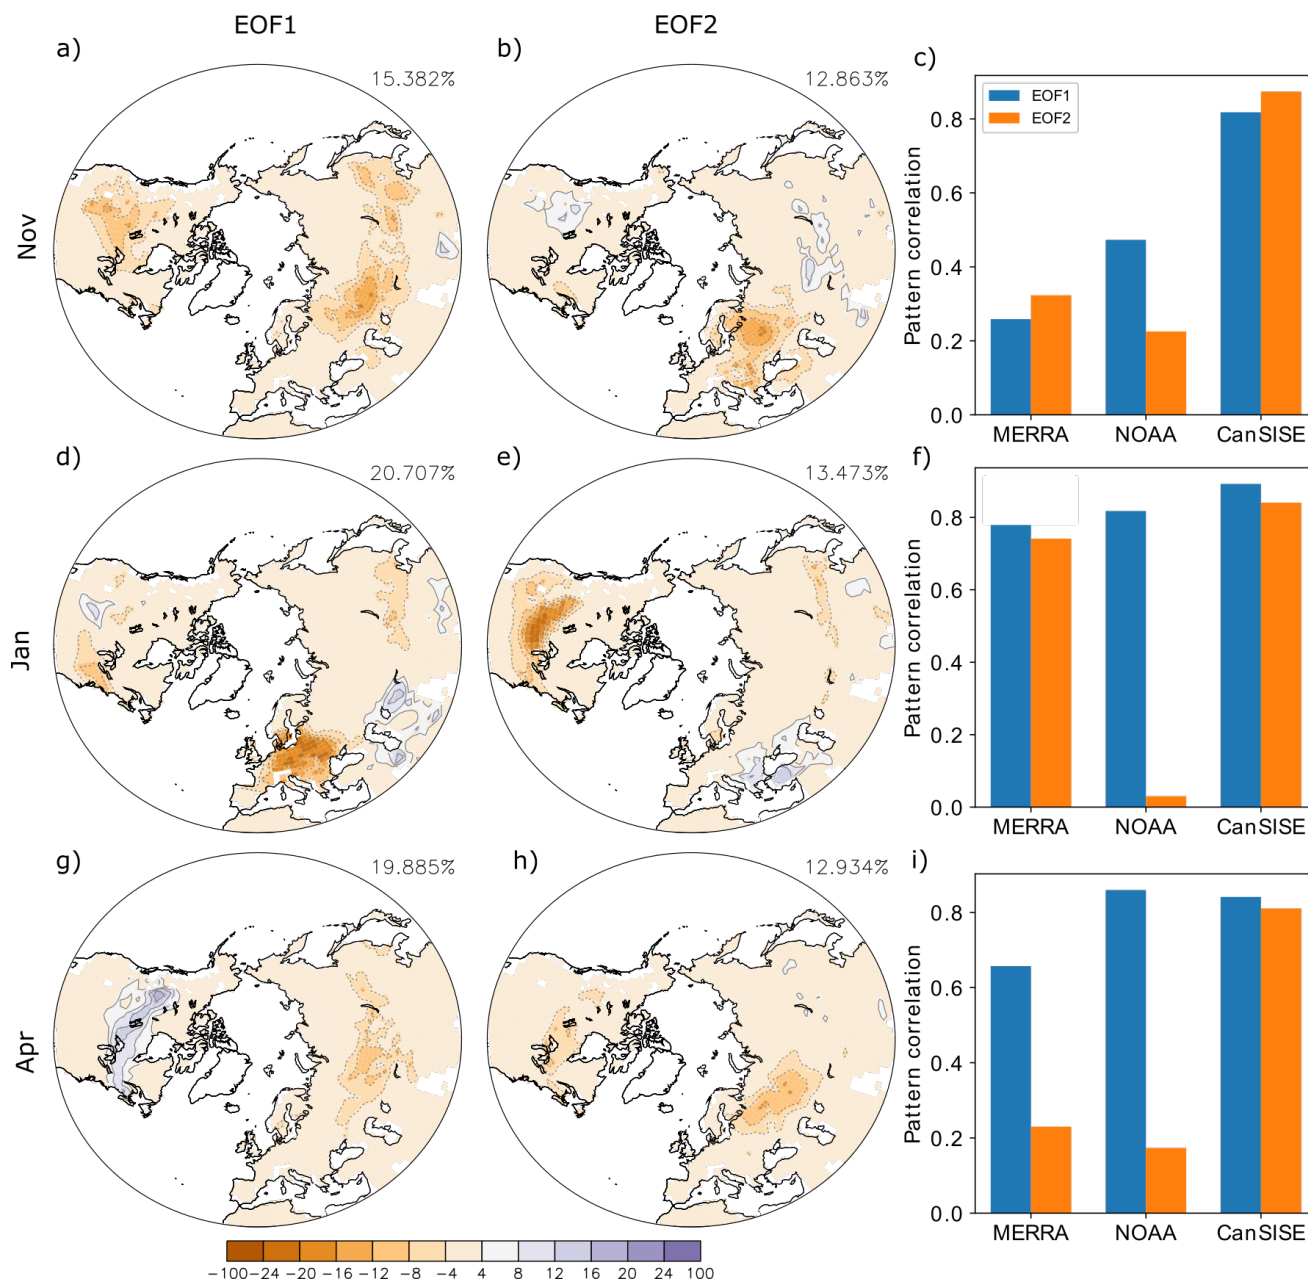 EOF1
EOF2
a)
15.382%
b)
12.863%
c)
Nov
EOF1
EOF2
Pattern correlation
0.8
0.6
0.4
0.2
0.0
MERRA
NOAA
CanSISE
d)
20.707%
e)
13.473%
f)
Jan
Pattern correlation
0.8
0.6
0.4
0.2
0.0
MERRA
NOAA
CanSISE
g)
19.885%
h)
12.934%
i)
Apr
Pattern correlation
0.8
0.6
0.4
0.2
0.0
MERRA
NOAA
CanSISE
-100 -24 -20 -16 -12 -8 -4 4 8 12 16 20 24 100